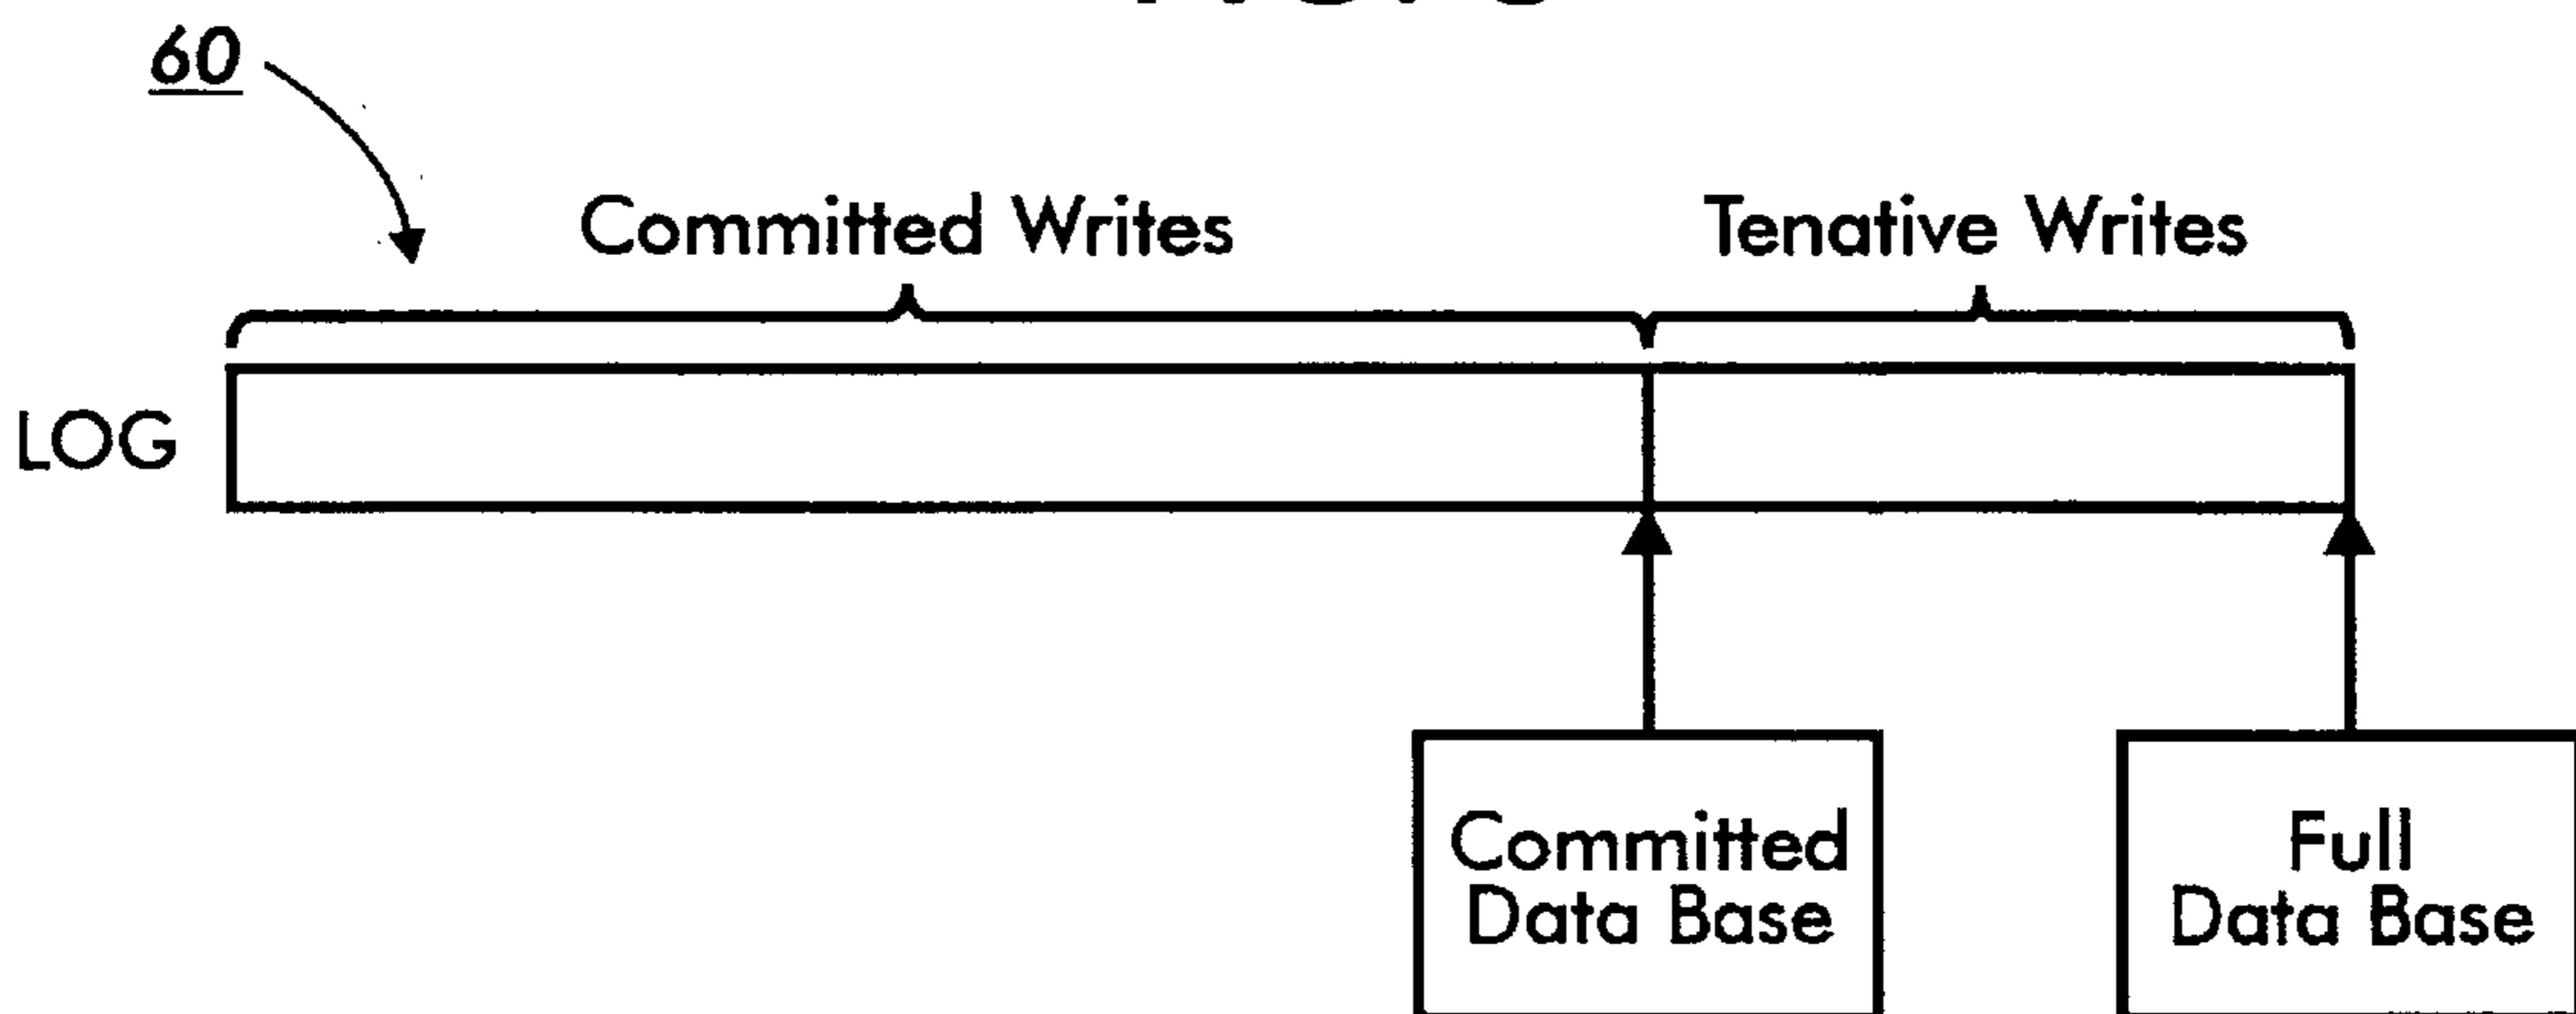 60
Committed Writes
Tenative Writes
LOG
Committed
Data Base
Full
Data Base